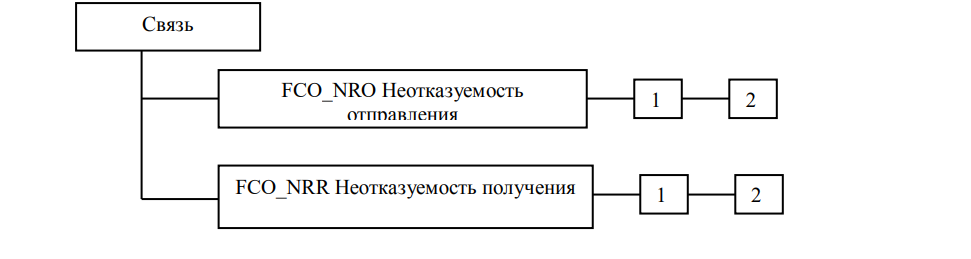 Связь
FCO_NRO Неотказуемость
отправления
1
2
FCO_NRR Неотказуемость получения
1
2